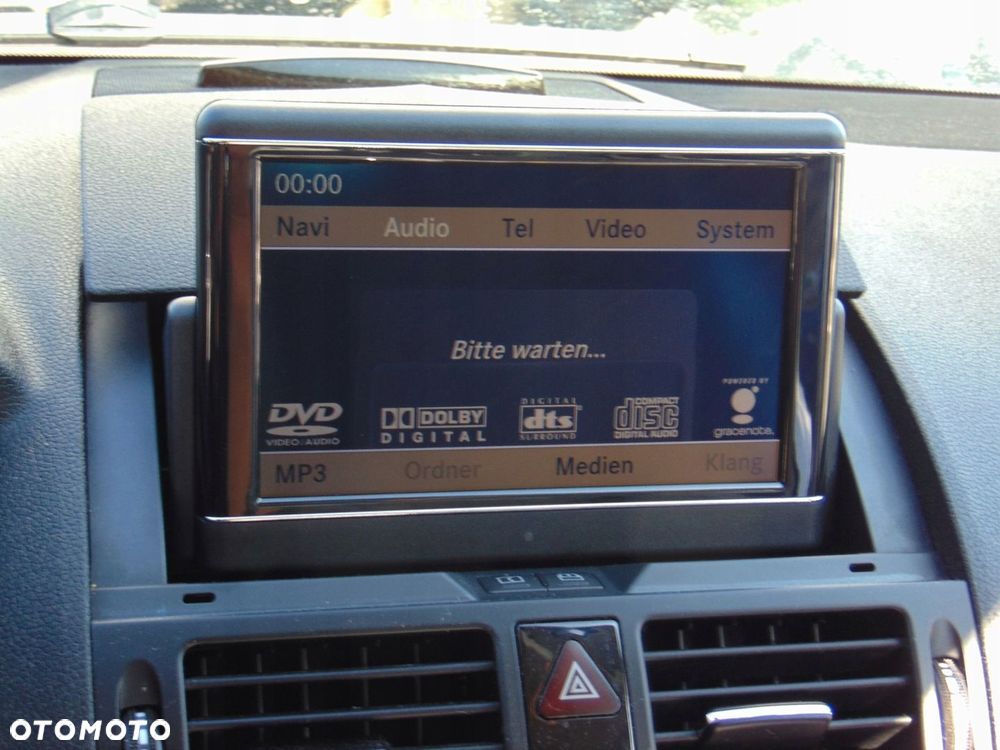 00:00
Navi Audio Tel Video System
Bitte warten...
POWERED BY
DVD DOLBY DIGITAL dts COMPACT disc
VIDEO/AUDIO DIGITAL SURROUND DIGITAL AUDIO gracenote.
DIGITAL
MP3 Ordner Medien Klang
OTOMOTO